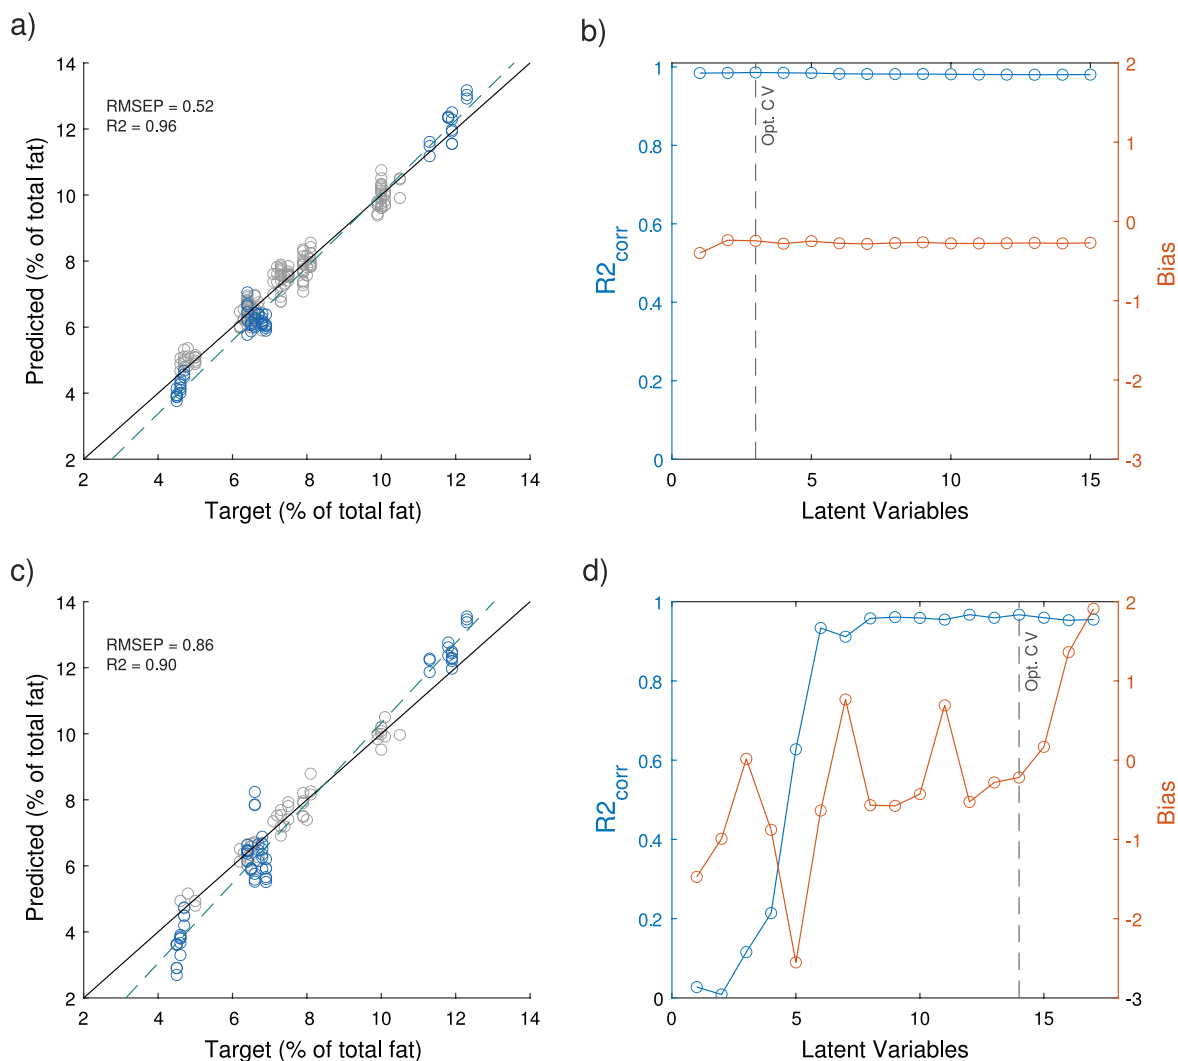 a)
14
12
10
8
6
4
2
RMSEP = 0.52
R2 = 0.96
Predicted (% of total fat)
2 4 6 8 10 12 14
Target (% of total fat)
b)
1
0.8
0.6
0.4
0.2
0
R2corr
Opt. CV
2
1
0
-1
-2
-3
Bias
0 5 10 15
Latent Variables
c)
14
12
10
8
6
4
2
RMSEP = 0.86
R2 = 0.90
Predicted (% of total fat)
2 4 6 8 10 12 14
Target (% of total fat)
d)
1
0.8
0.6
0.4
0.2
0
R2corr
Opt. CV
2
1
0
-1
-2
-3
Bias
0 5 10 15
Latent Variables